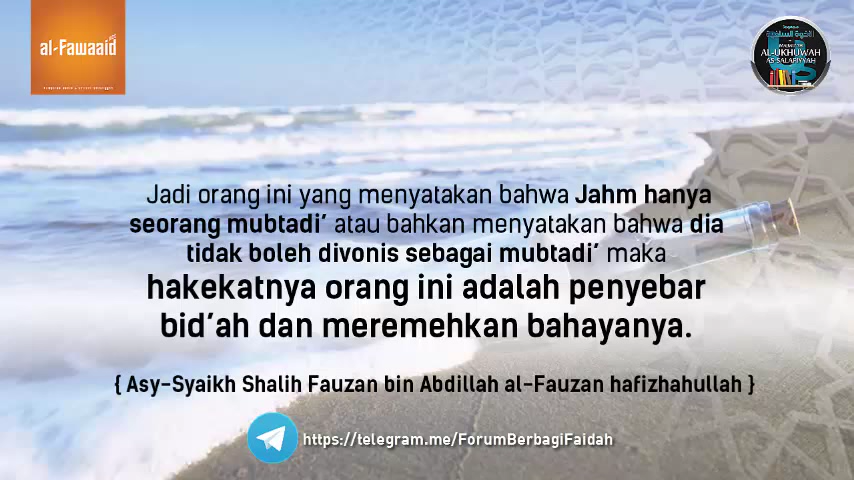 al-Fawaaid
AL-UKHUWAH
AS-SALAFIYYAH
Jadi orang ini yang menyatakan bahwa Jahm hanya
seorang mubtadi' atau bahkan menyatakan bahwa dia
tidak boleh divonis sebagai mubtadi' maka
hakekatnya orang ini adalah penyebar
bid'ah dan meremehkan bahayanya.
{ Asy-Syaikh Shalih Fauzan bin Abdillah al-Fauzan hafizhahullah }
https://telegram.me/ForumBerbagiFaidah